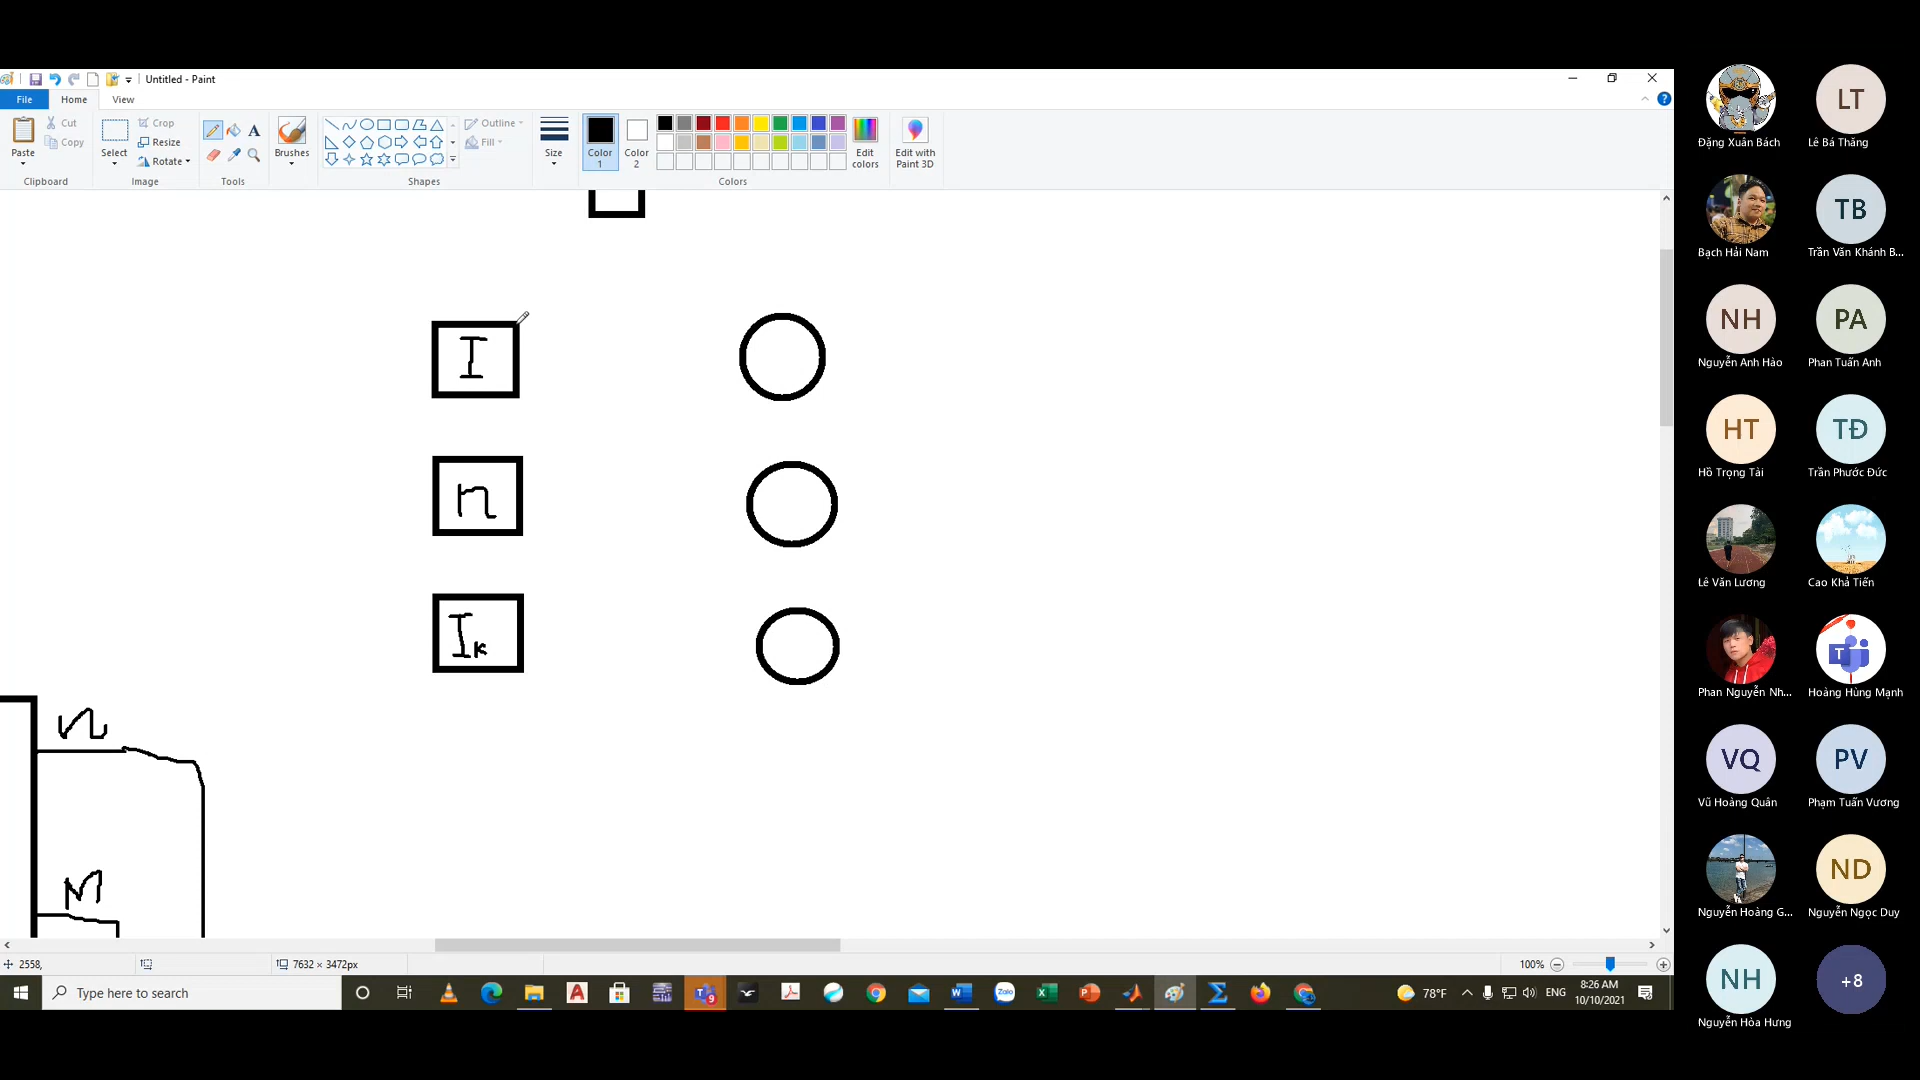 Untitled - Paint
File Home View
Cut
Copy
Paste
Clipboard
Crop
Resize
Rotate
Select
Image
Tools
Brushes
Outline
Fill
Shapes
Size
Color 1
Color 2
Colors
Edit colors
Edit with Paint 3D
I
n
Ik
n
M
2558,
7632 × 3472px
100%
Type here to search
9
78°F
ENG
8:26 AM
10/10/2021
Đặng Xuân Bách
LT
Lê Bá Thăng
Bạch Hải Nam
TB
Trần Văn Khánh B...
NH
Nguyễn Anh Hào
PA
Phan Tuấn Anh
HT
Hồ Trọng Tài
TĐ
Trần Phước Đức
Lê Văn Lương
Cao Khả Tiến
Phan Nguyễn Nh...
T
Hoàng Hùng Mạnh
VQ
Vũ Hoàng Quân
PV
Phạm Tuấn Vương
Nguyễn Hoàng G...
ND
Nguyễn Ngọc Duy
NH
Nguyễn Hòa Hưng
+8